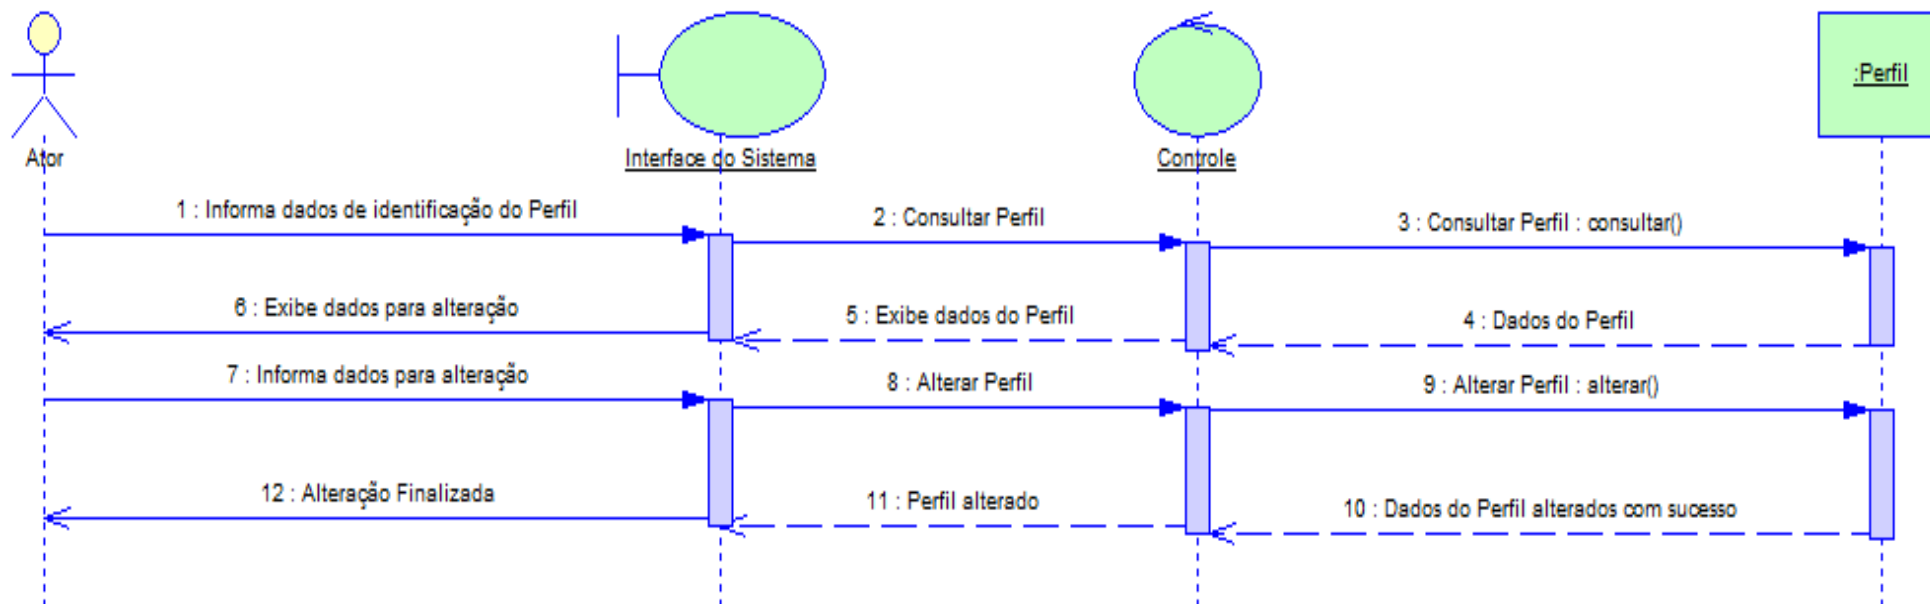 :Perfil
Ator
Interface do Sistema
Controle
1 : Informa dados de identificação do Perfil
2 : Consultar Perfil
3 : Consultar Perfil : consultar()
6 : Exibe dados para alteração
5 : Exibe dados do Perfil
4 : Dados do Perfil
7 : Informa dados para alteração
8 : Alterar Perfil
9 : Alterar Perfil : alterar()
12 : Alteração Finalizada
11 : Perfil alterado
10 : Dados do Perfil alterados com sucesso